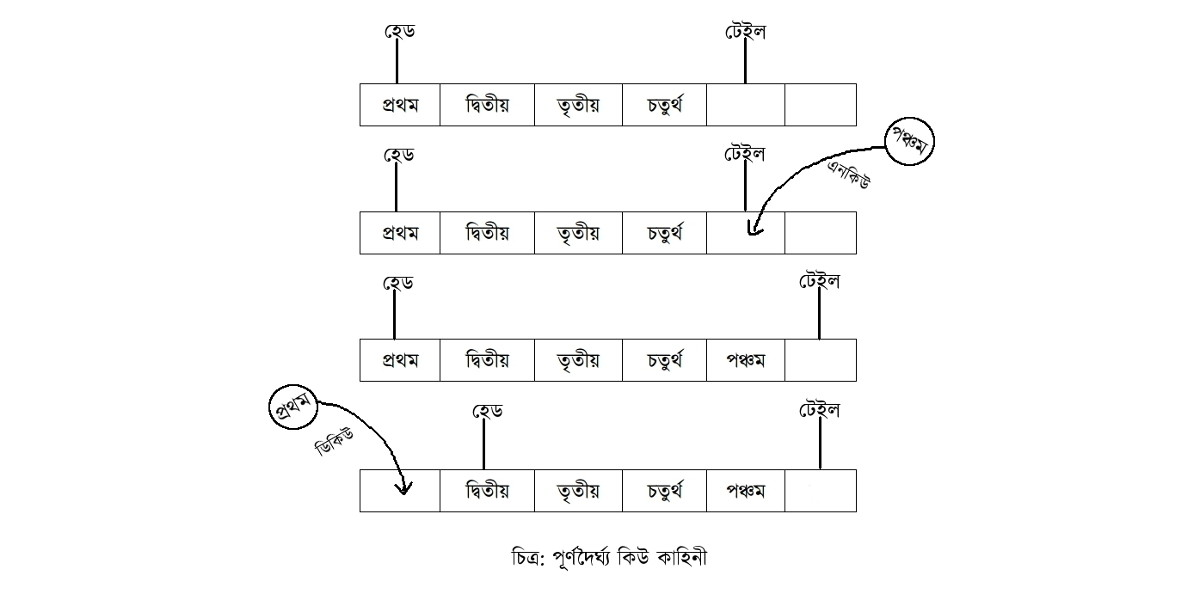 হেড টেইল
প্রথম দ্বিতীয় তৃতীয় চতুর্থ
পঞ্চম
হেড টেইল
এনকিউ
প্রথম দ্বিতীয় তৃতীয় চতুর্থ
হেড টেইল
প্রথম দ্বিতীয় তৃতীয় চতুর্থ পঞ্চম
প্রথম
হেড টেইল
ডিকিউ
দ্বিতীয় তৃতীয় চতুর্থ পঞ্চম
চিত্র: পূর্ণদৈর্ঘ্য কিউ কাহিনী